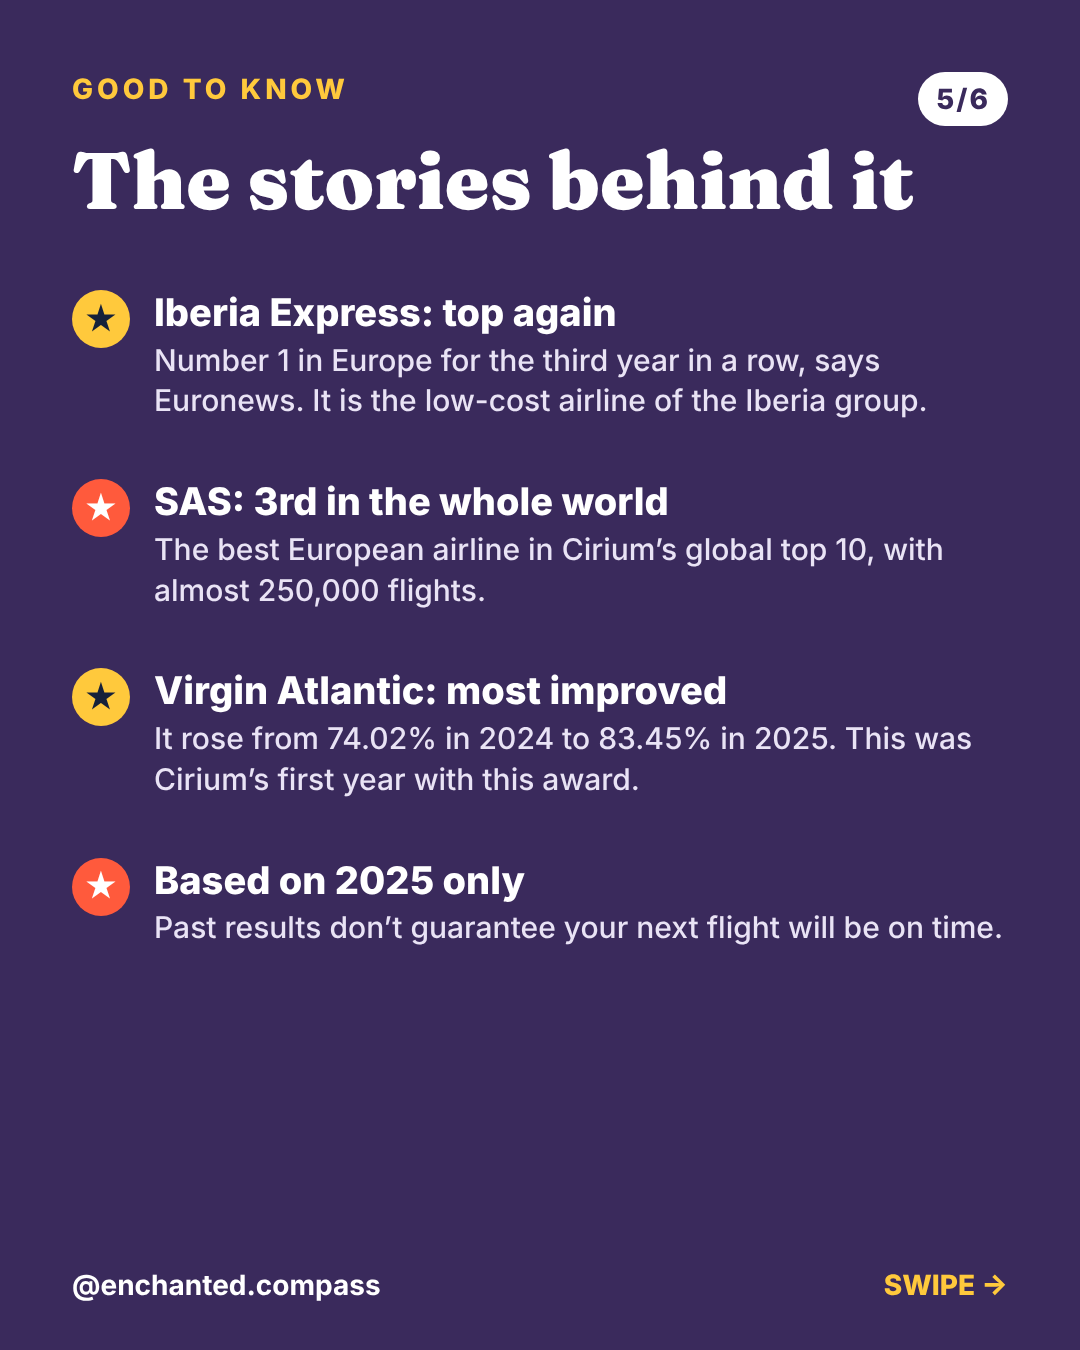 GOOD TO KNOW
5/6
The stories behind it
★ Iberia Express: top again
Number 1 in Europe for the third year in a row, says
Euronews. It is the low-cost airline of the Iberia group.
★ SAS: 3rd in the whole world
The best European airline in Cirium’s global top 10, with
almost 250,000 flights.
★ Virgin Atlantic: most improved
It rose from 74.02% in 2024 to 83.45% in 2025. This was
Cirium’s first year with this award.
★ Based on 2025 only
Past results don’t guarantee your next flight will be on time.
@enchanted.compass
SWIPE →